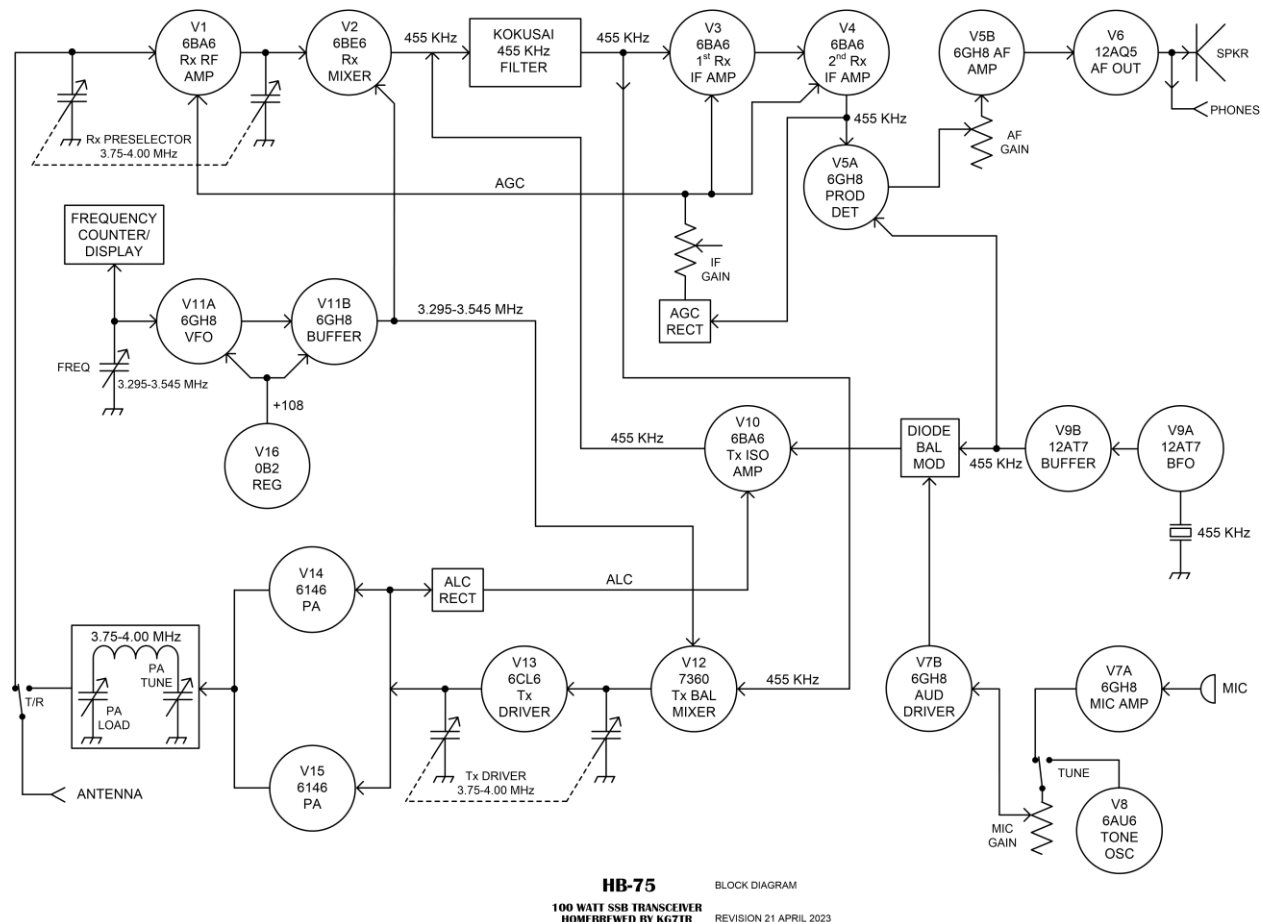 V1
6BA6
Rx RF
AMP
V2
6BE6
Rx
MIXER
455 KHz
KOKUSAI
455 KHz
FILTER
455 KHz
V3
6BA6
1st Rx
IF AMP
V4
6BA6
2nd Rx
IF AMP
V5B
6GH8 AF
AMP
V6
12AQ5
AF OUT
SPKR
PHONES
Rx PRESELECTOR
3.75-4.00 MHz
455 KHz
AF
GAIN
V5A
6GH8
PROD
DET
AGC
FREQUENCY
COUNTER/
DISPLAY
IF
GAIN
AGC
RECT
V11A
6GH8
VFO
V11B
6GH8
BUFFER
3.295-3.545 MHz
FREQ
3.295-3.545 MHz
+108
V16
0B2
REG
455 KHz
V10
6BA6
Tx ISO
AMP
DIODE
BAL
MOD
455 KHz
V9B
12AT7
BUFFER
V9A
12AT7
BFO
455 KHz
V14
6146
PA
ALC
RECT
ALC
3.75-4.00 MHz
PA
TUNE
PA
LOAD
T/R
V13
6CL6
Tx
DRIVER
V12
7360
Tx BAL
MIXER
455 KHz
V7B
6GH8
AUD
DRIVER
V7A
6GH8
MIC AMP
MIC
ANTENNA
V15
6146
PA
Tx DRIVER
3.75-4.00 MHz
TUNE
MIC
GAIN
V8
6AU6
TONE
OSC
HB-75
BLOCK DIAGRAM
100 WATT SSB TRANSCEIVER
HOMEBREWED BY KG7TR
REVISION 21 APRIL 2023